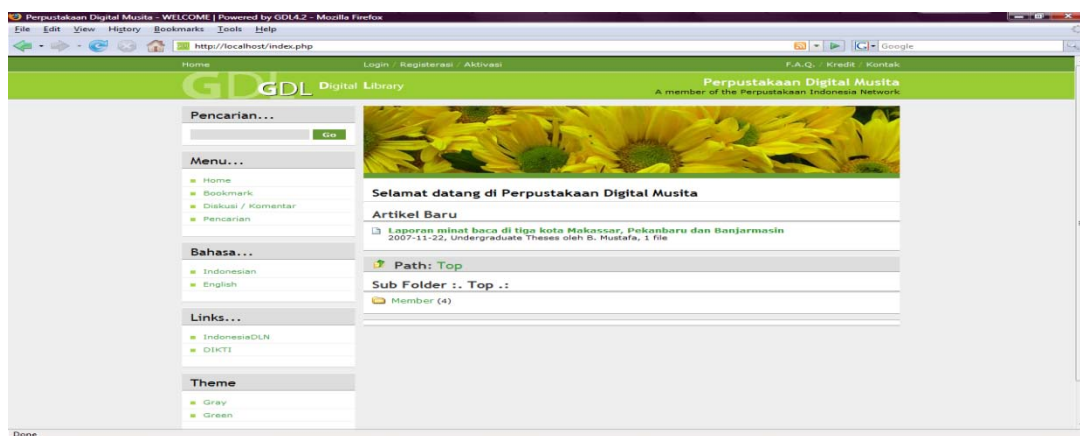 Perpustakaan Digital Musita - WELCOME | Powered by GDL4.2 - Mozilla Firefox
File Edit View History Bookmarks Tools Help
http://localhost/index.php
Google
Home
Login / Registerasi / Aktivasi
F.A.Q. / Kredit / Kontak
GDL
GDL Digital Library
Perpustakaan Digital Musita
A member of the Perpustakaan Indonesia Network
Pencarian...
Go
Menu...
Home
Bookmark
Diskusi / Komentar
Pencarian
Bahasa...
Indonesian
English
Links...
IndonesiaDLN
DIKTI
Theme
Gray
Green
Selamat datang di Perpustakaan Digital Musita
Artikel Baru
Laporan minat baca di tiga kota Makassar, Pekanbaru dan Banjarmasin
2007-11-22, Undergraduate Theses oleh B. Mustafa, 1 file
Path: Top
Sub Folder :. Top .:
Member (4)
Done